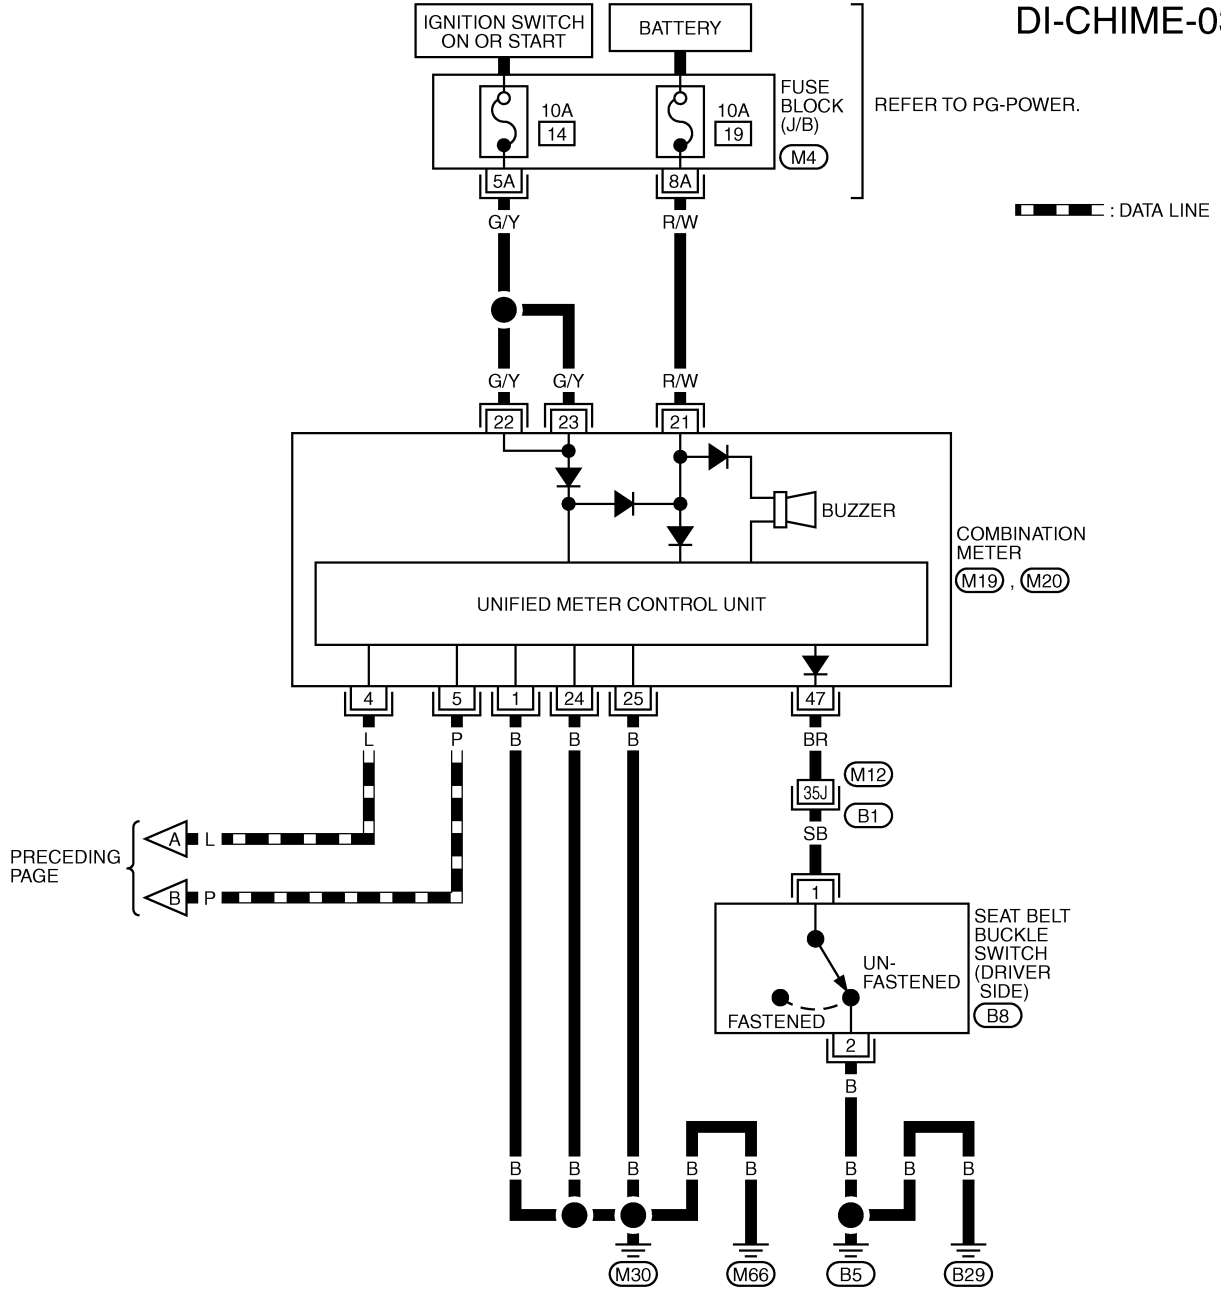 DI-CHIME-03
IGNITION SWITCH
ON OR START
BATTERY
10A
14
10A
19
FUSE
BLOCK
(J/B)
M4
REFER TO PG-POWER.
5A
8A
G/Y
R/W
: DATA LINE
G/Y
G/Y
R/W
22
23
21
BUZZER
COMBINATION
METER
M19 , M20
UNIFIED METER CONTROL UNIT
4
5
1
24
25
47
L
P
B
B
B
BR
M12
35J
B1
SB
PRECEDING
PAGE
A
L
B
P
1
SEAT BELT
BUCKLE
SWITCH
(DRIVER
SIDE)
B8
UN-
FASTENED
FASTENED
2
B
B
B
B
B
B
B
B
B
M30
M66
B5
B29